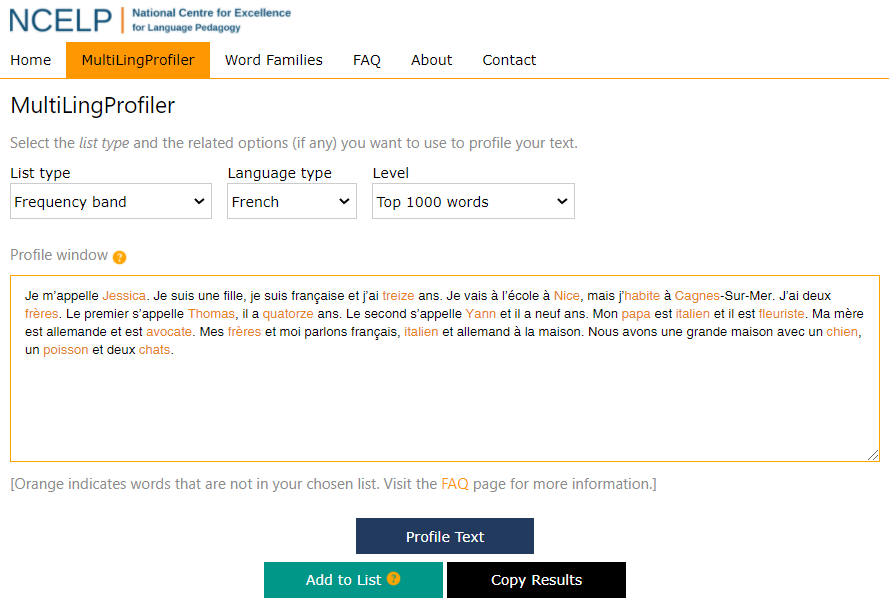 NCELP
National Centre for Excellence
for Language Pedagogy
Home MultiLingProfiler Word Families FAQ About Contact
MultiLingProfiler
Select the list type and the related options (if any) you want to use to profile your text.
List type Language type Level
Frequency band French Top 1000 words
Profile window ?
Je m’appelle Jessica. Je suis une fille, je suis française et j’ai treize ans. Je vais à l’école à Nice, mais j’habite à Cagnes-Sur-Mer. J’ai deux
frères. Le premier s’appelle Thomas, il a quatorze ans. Le second s’appelle Yann et il a neuf ans. Mon papa est italien et il est fleuriste. Ma mère
est allemande et est avocate. Mes frères et moi parlons français, italien et allemand à la maison. Nous avons une grande maison avec un chien,
un poisson et deux chats.
[Orange indicates words that are not in your chosen list. Visit the FAQ page for more information.]
Profile Text
Add to List ? Copy Results